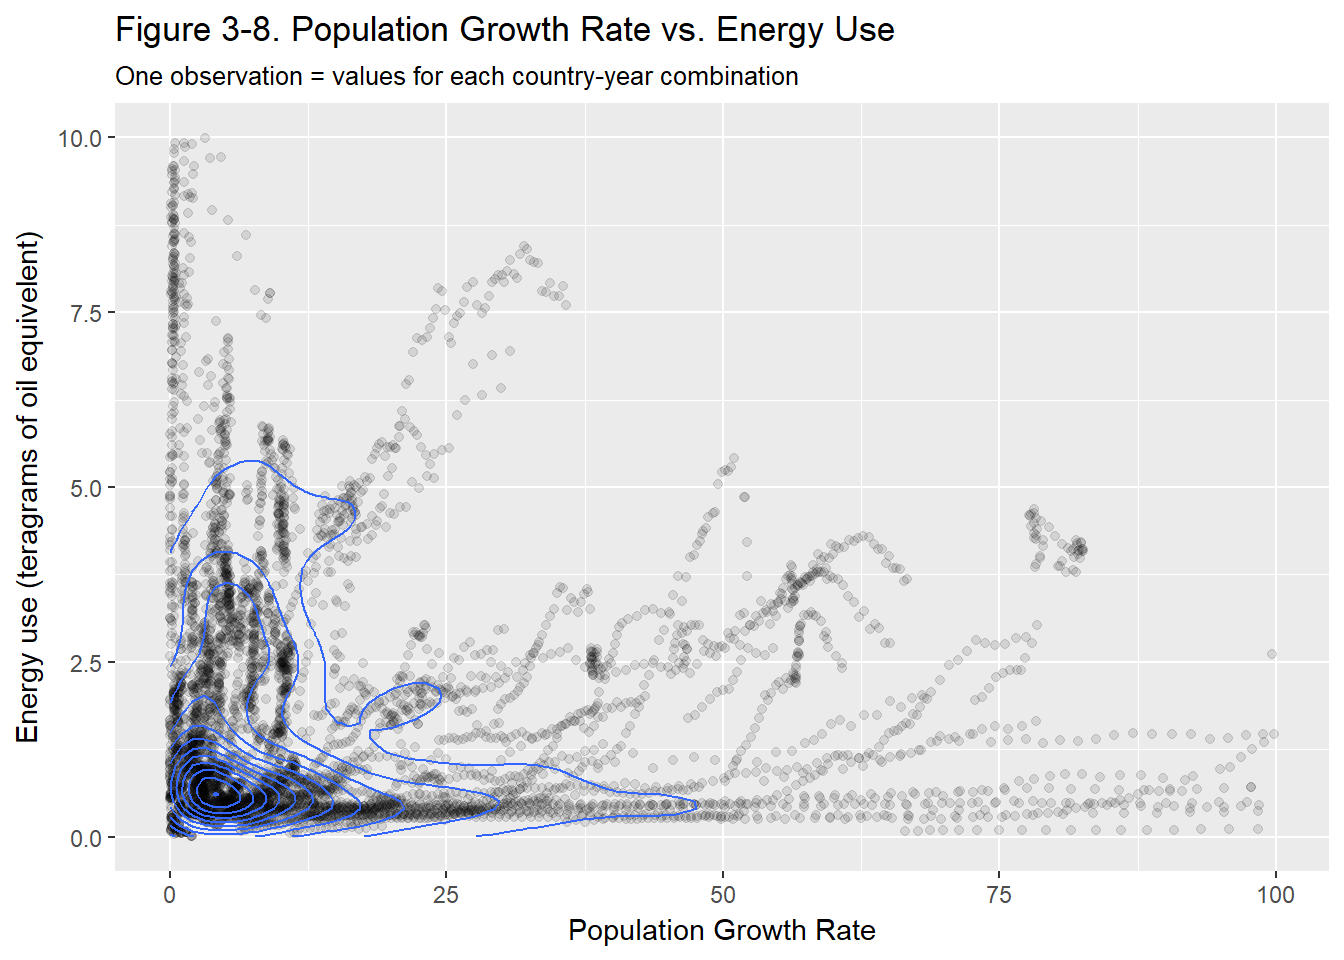 Figure 3-8. Population Growth Rate vs. Energy Use
One observation = values for each country-year combination
Energy use (teragrams of oil equivelent)
10.0
7.5
5.0
2.5
0.0
0
25
50
75
100
Population Growth Rate